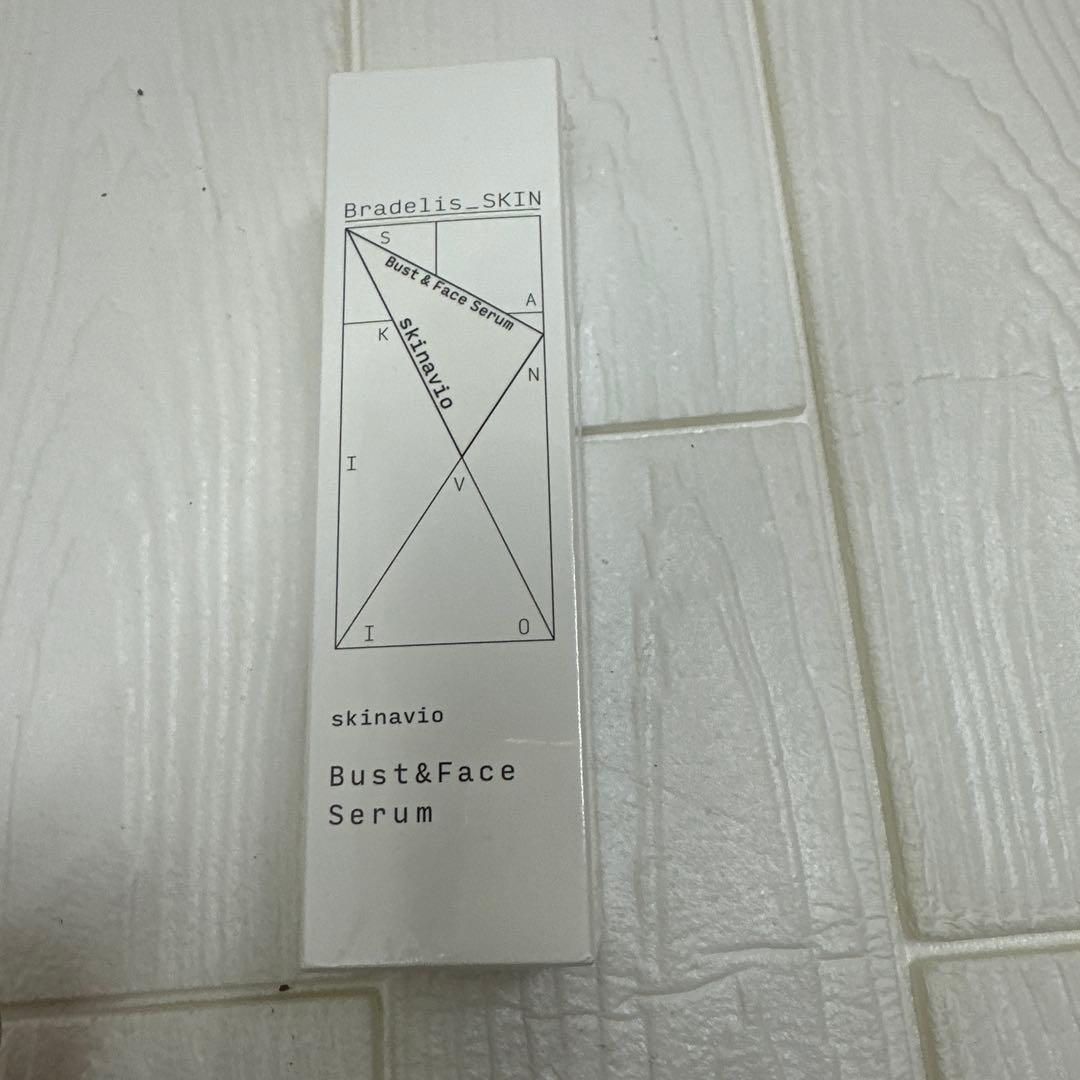 Bradelis_SKIN
S
Bust & Face Serum
A
K
skinavio
N
I
V
I
O
skinavio
Bust&Face
Serum